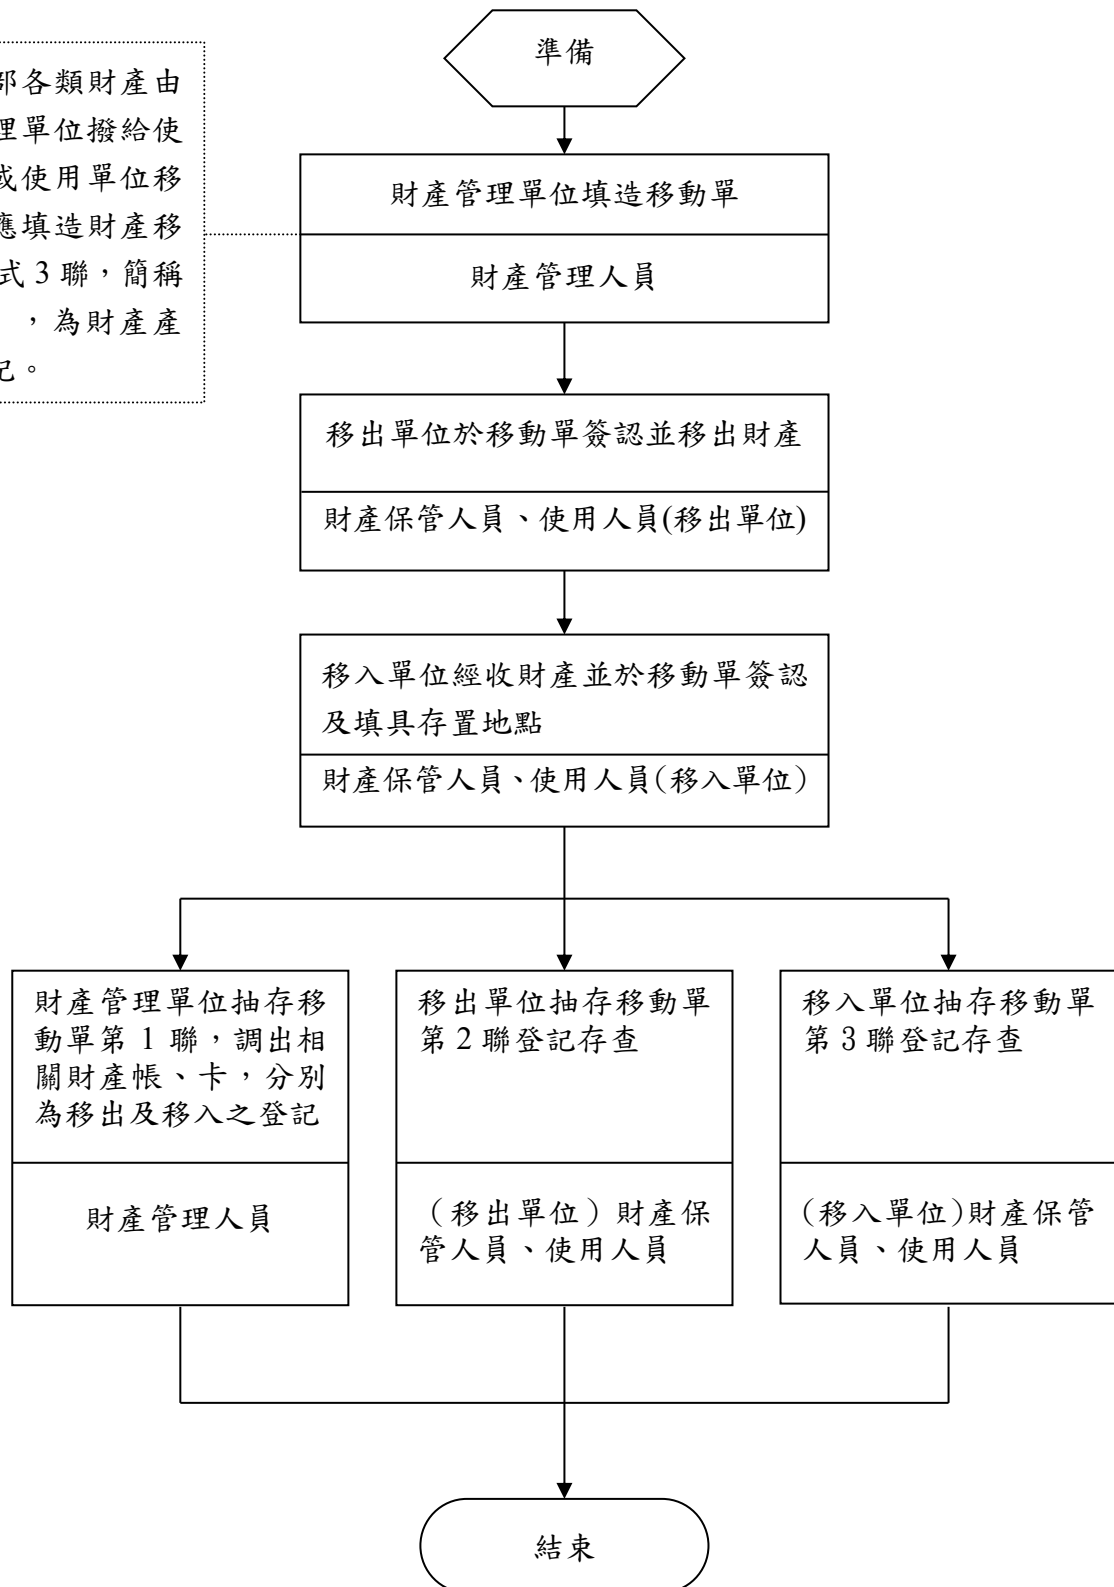 準備
部各類財產由
理單位撥給使
或使用單位移
應填造財產移
式 3 聯，簡稱
），為財產產
記。
財產管理單位填造移動單
財產管理人員
移出單位於移動單簽認並移出財產
財產保管人員、使用人員(移出單位)
移入單位經收財產並於移動單簽認
及填具存置地點
財產保管人員、使用人員(移入單位)
財產管理單位抽存移
動單第 1 聯，調出相
關財產帳、卡，分別
為移出及移入之登記
財產管理人員
移出單位抽存移動單
第 2 聯登記存查
（移出單位）財產保
管人員、使用人員
移入單位抽存移動單
第 3 聯登記存查
(移入單位)財產保管
人員、使用人員
結束